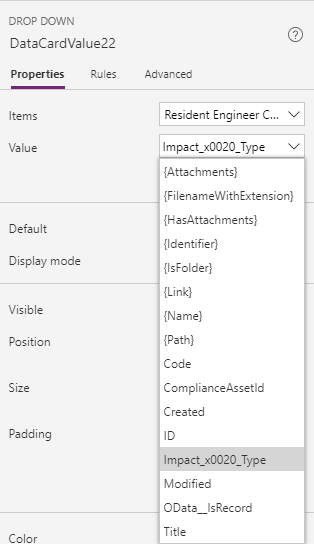 DROP DOWN
DataCardValue22
Properties Rules Advanced
Items Resident Engineer C...
Value Impact_x0020_Type
{Attachments}
{FilenameWithExtension}
{HasAttachments}
Default
{Identifier}
Display mode
{IsFolder}
{Link}
Visible
{Name}
Position
{Path}
Code
Size
ComplianceAssetId
Created
Padding
ID
Impact_x0020_Type
Modified
OData__IsRecord
Color
Title